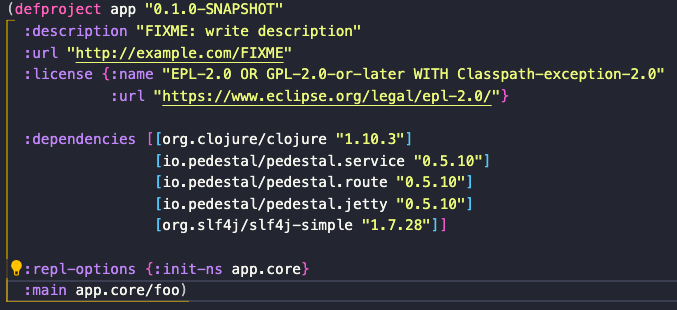 (defproject app "0.1.0-SNAPSHOT"
:description "FIXME: write description"
:url "http://example.com/FIXME"
:license {:name "EPL-2.0 OR GPL-2.0-or-later WITH Classpath-exception-2.0"
:url "https://www.eclipse.org/legal/epl-2.0/"}
:dependencies [[org.clojure/clojure "1.10.3"]
[io.pedestal/pedestal.service "0.5.10"]
[io.pedestal/pedestal.route "0.5.10"]
[io.pedestal/pedestal.jetty "0.5.10"]
[org.slf4j/slf4j-simple "1.7.28"]]
:repl-options {:init-ns app.core}
:main app.core/foo)